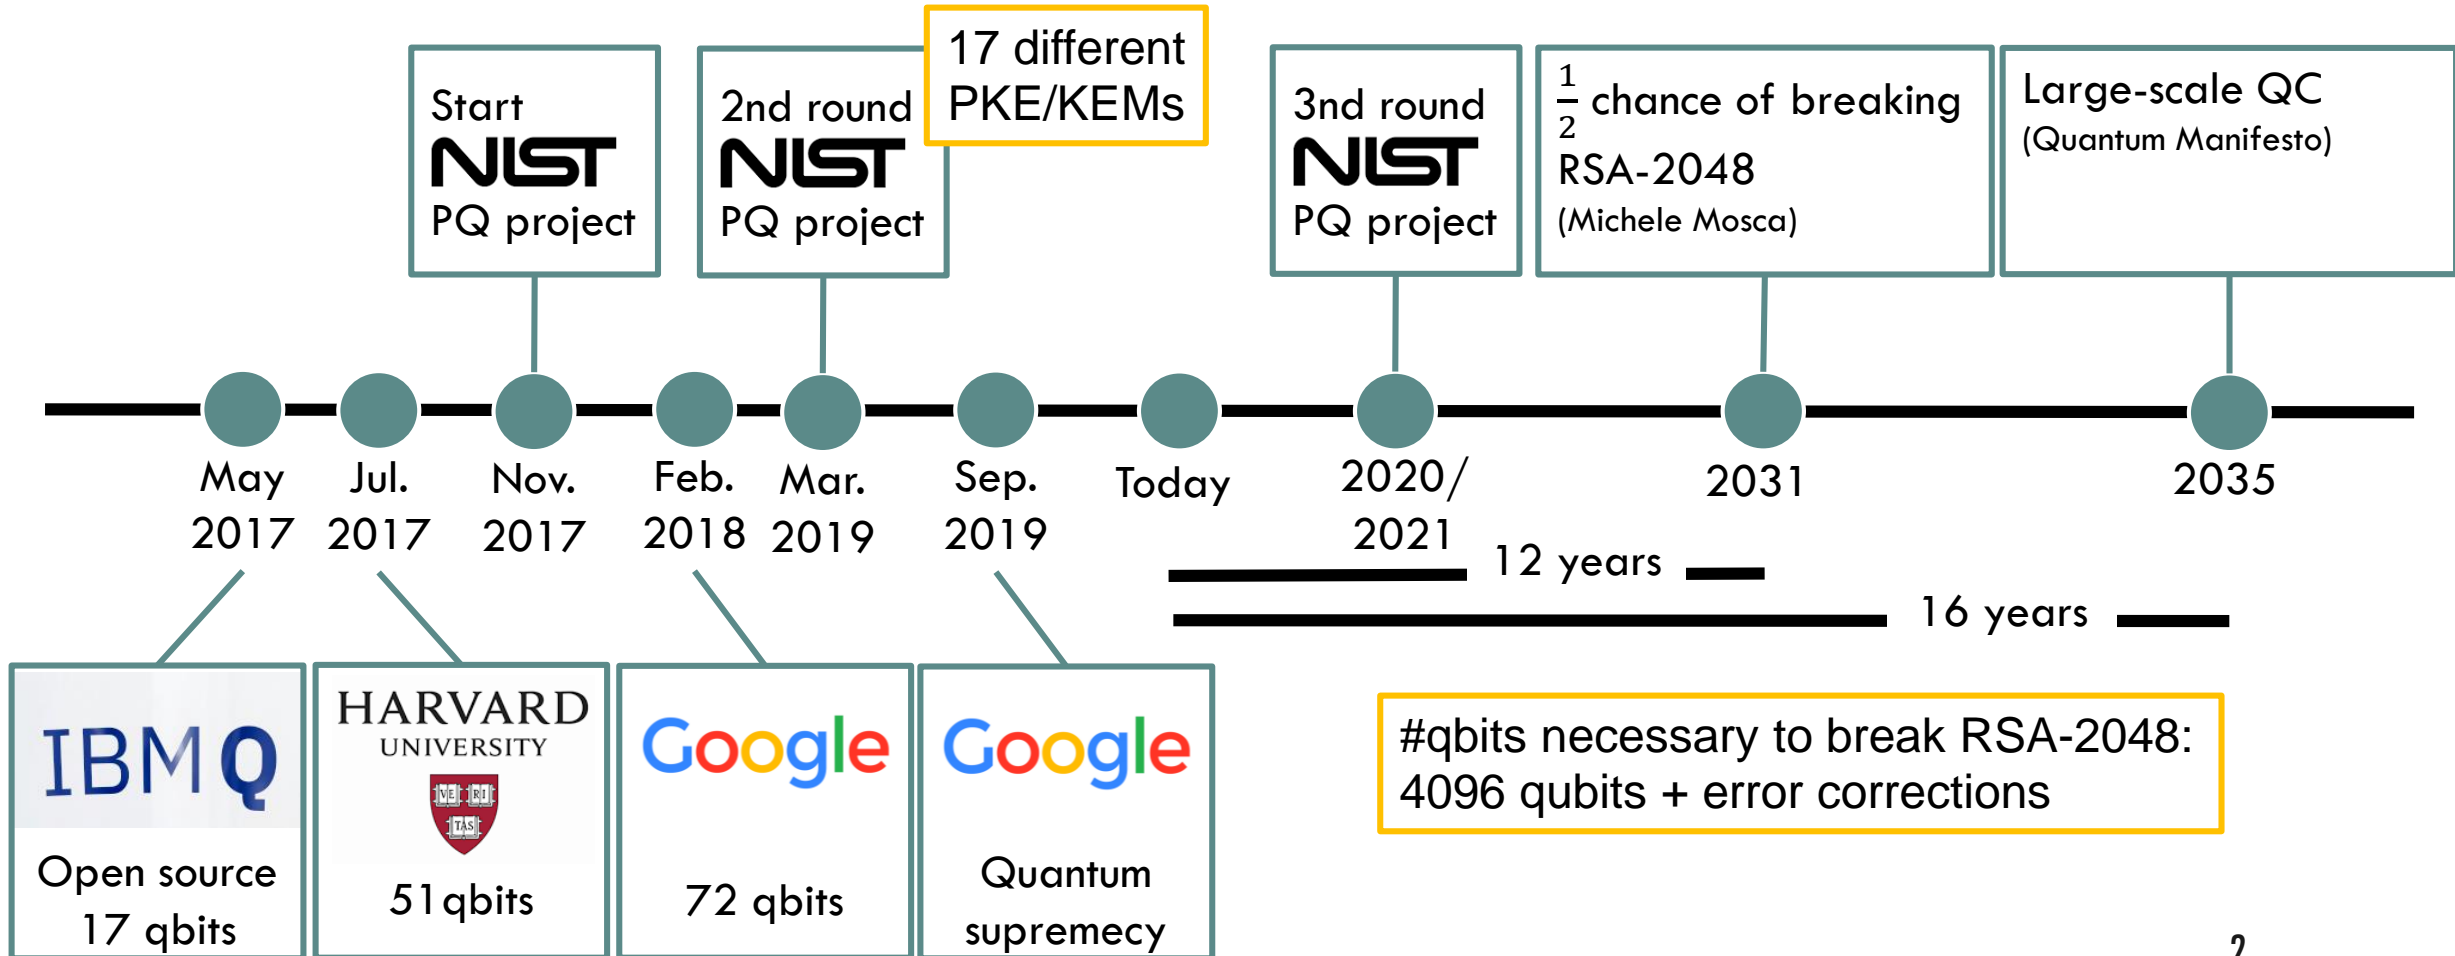 17 different
PKE/KEMs
Start
NIST
PQ project
2nd round
NIST
PQ project
3nd round
NIST
PQ project
1/2 chance of breaking
RSA-2048
(Michele Mosca)
Large-scale QC
(Quantum Manifesto)
May
2017
Jul.
2017
Nov.
2017
Feb.
2018
Mar.
2019
Sep.
2019
Today
2020/
2021
2031
2035
12 years
16 years
IBM Q
Open source
17 qbits
HARVARD
UNIVERSITY
VE RI
TAS
51qbits
Google
72 qbits
Google
Quantum
supremecy
#qbits necessary to break RSA-2048:
4096 qubits + error corrections
2